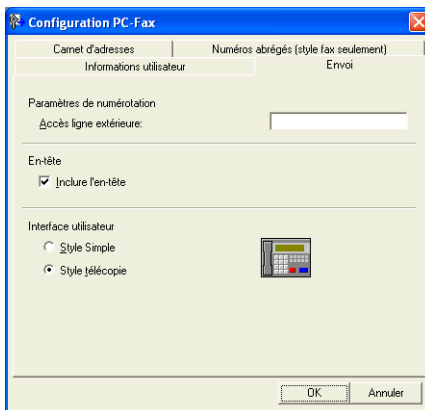 Configuration PC-Fax
Carnet d'adresses
Numéros abrégés (style fax seulement)
Informations utilisateur
Envoi
Paramètres de numérotation
Accès ligne extérieure:
En-tête
Inclure l'en-tête
Interface utilisateur
Style Simple
Style télécopie
OK
Annuler